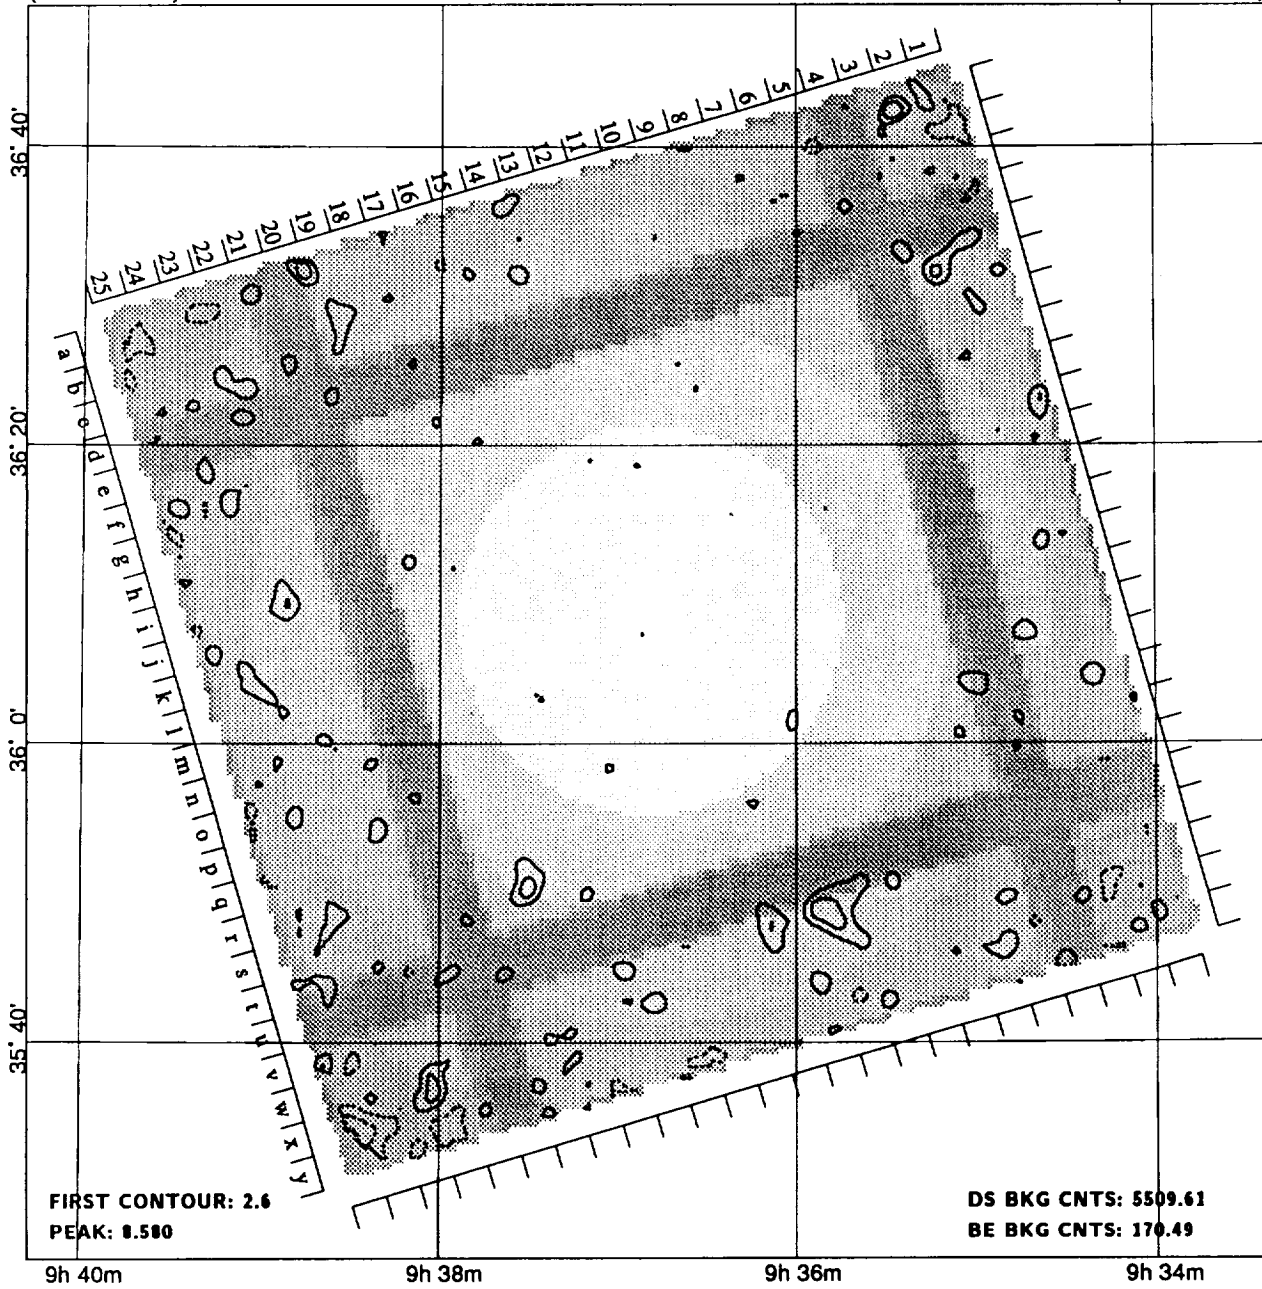 1
2
3
4
5
6
7
8
9
10
11
12
13
14
15
16
17
18
19
20
21
22
23
24
25
36° 40'
36° 20'
36° 0'
35° 40'
a
b
c
d
e
f
g
h
i
j
k
l
m
n
o
p
q
r
s
t
u
v
w
x
y
FIRST CONTOUR: 2.6
PEAK: 8.580
DS BKG CNTS: 5509.61
BE BKG CNTS: 170.49
9h 40m
9h 38m
9h 36m
9h 34m